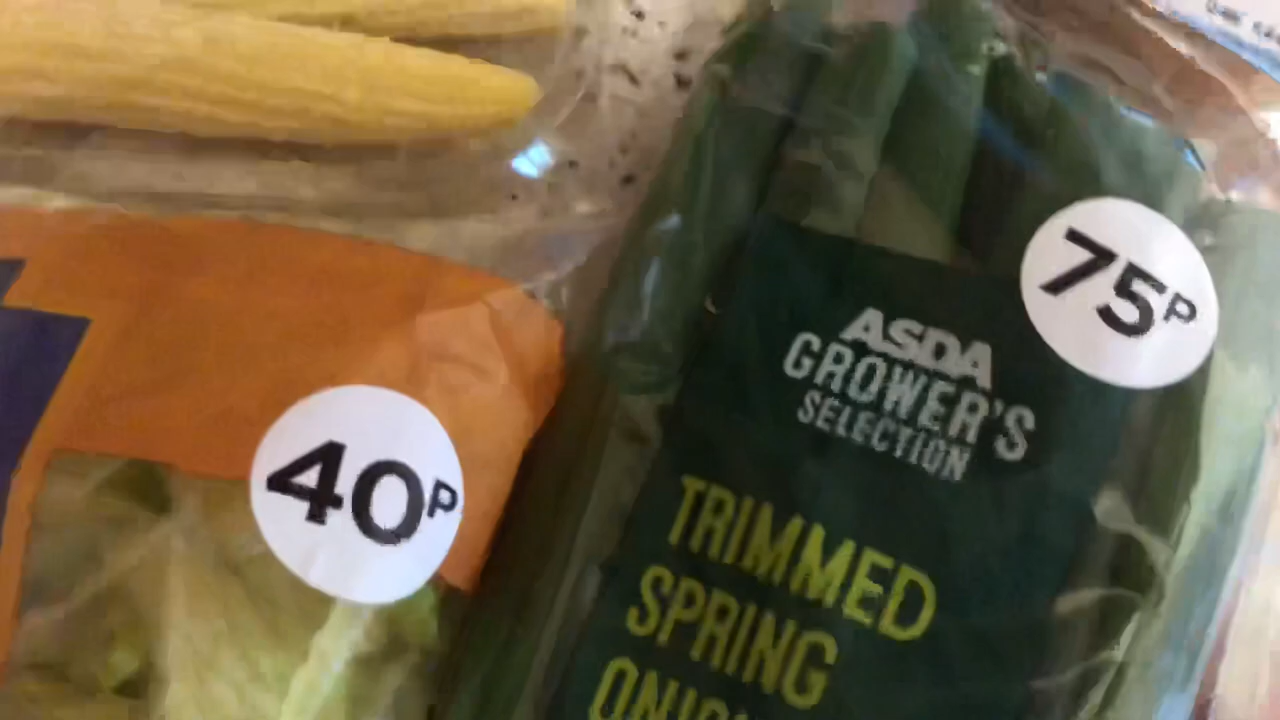 75P
ASDA
GROWER'S
SELECTION
40P
TRIMMED
SPRING